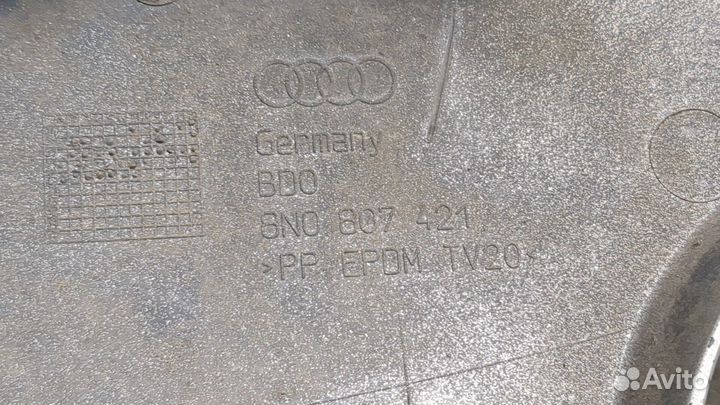 Germany
BDO
8N0 807 421
>PP EPDM TV20<
Avito